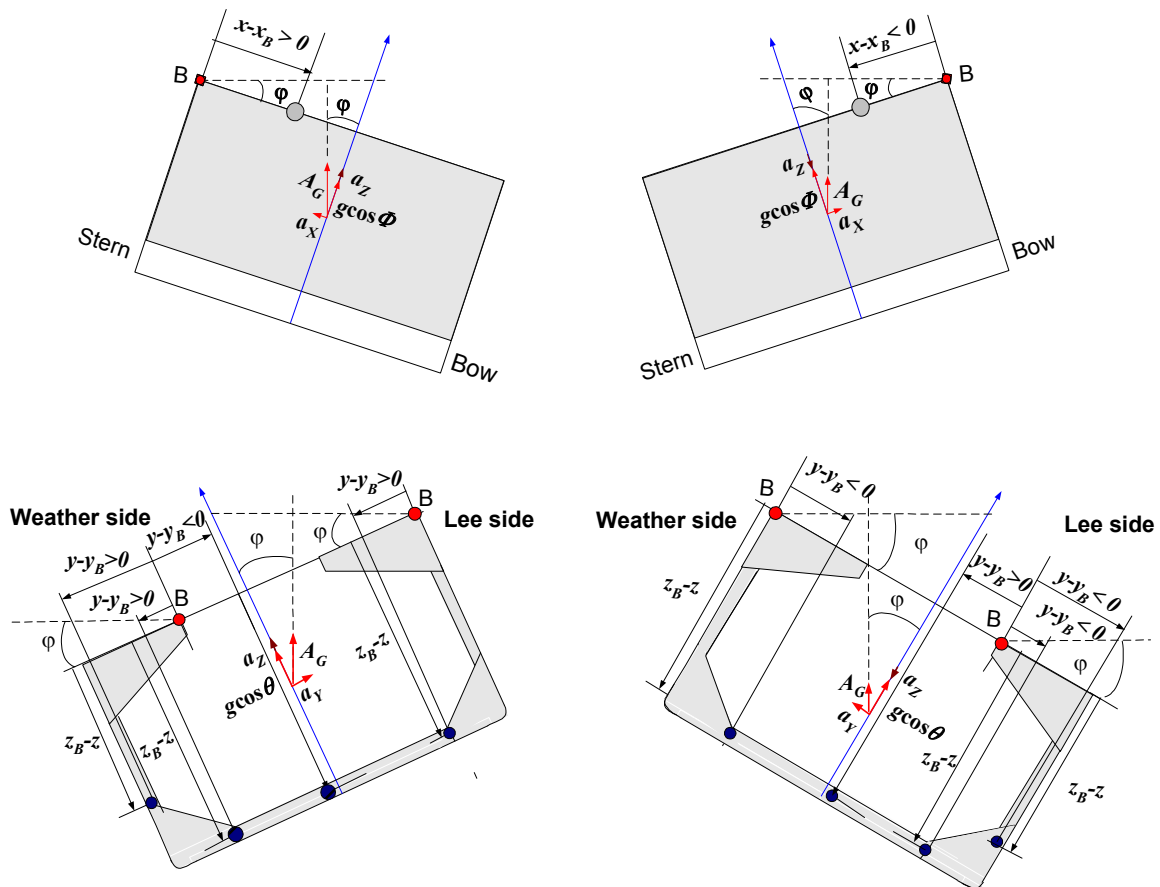 x-x_B > 0
B
φ
φ
A_G
a_Z
gcosΦ
a_X
Stern
Bow
x-x_B < 0
B
φ
φ
a_Z
A_G
gcosΦ
a_X
Bow
Stern
y-y_B>0
B
Weather side
y-y_B<0
Lee side
φ
φ
y-y_B>0
y-y_B>0
B
φ
a_Z
A_G
z_B-z
gcosθ
a_Y
z_B-z
z_B-z
y-y_B < 0
B
Weather side
Lee side
φ
y-y_B>0
y-y_B < 0
y-y_B < 0
z_B-z
φ
B
φ
A_G
a_Z
a_Y
gcosθ
z_B-z
z_B-z